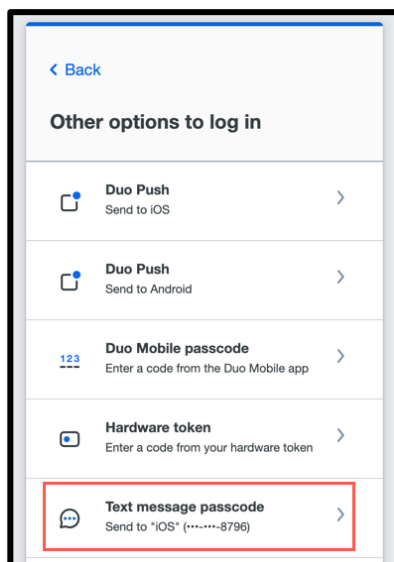 Back
Other options to log in
Duo Push
Send to iOS
Duo Push
Send to Android
123
Duo Mobile passcode
Enter a code from the Duo Mobile app
Hardware token
Enter a code from your hardware token
Text message passcode
Send to "iOS" (•••-•••-8796)